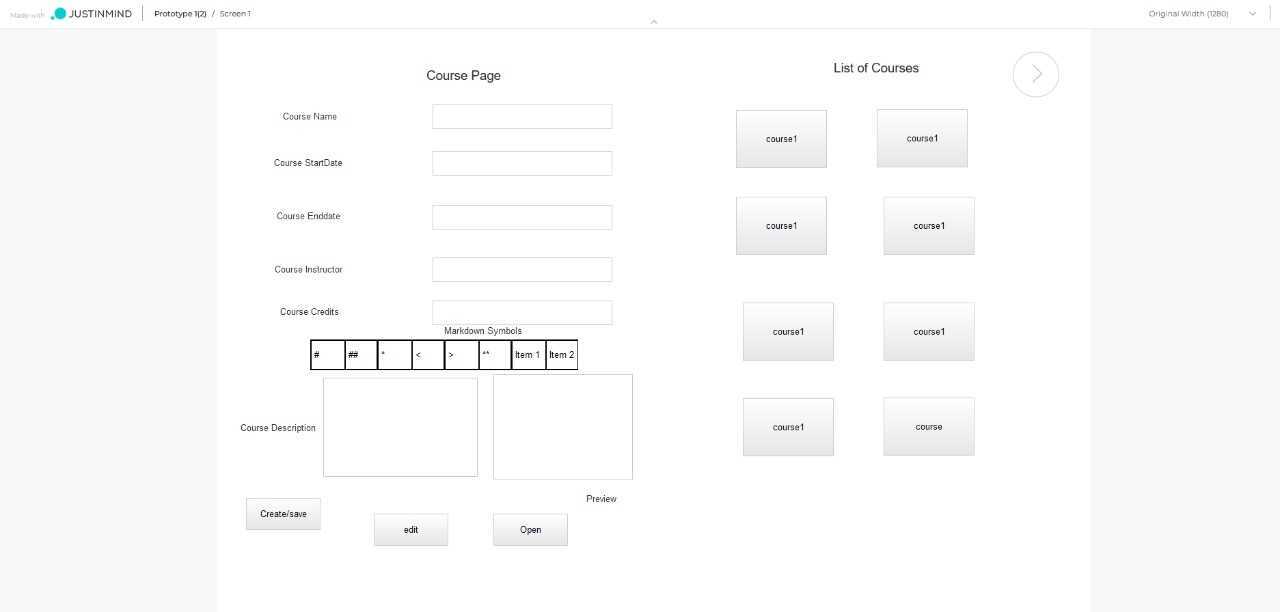 Made with JUSTINMIND Prototype 1(2) / Screen 1 Original Width (1280)
Course Page
List of Courses
Course Name
Course StartDate
Course Enddate
Course Instructor
Course Credits
Markdown Symbols
# ## * < > ** Item 1 Item 2
Course Description
Preview
Create/save
edit
Open
course1 course1
course1 course1
course1 course1
course1 course